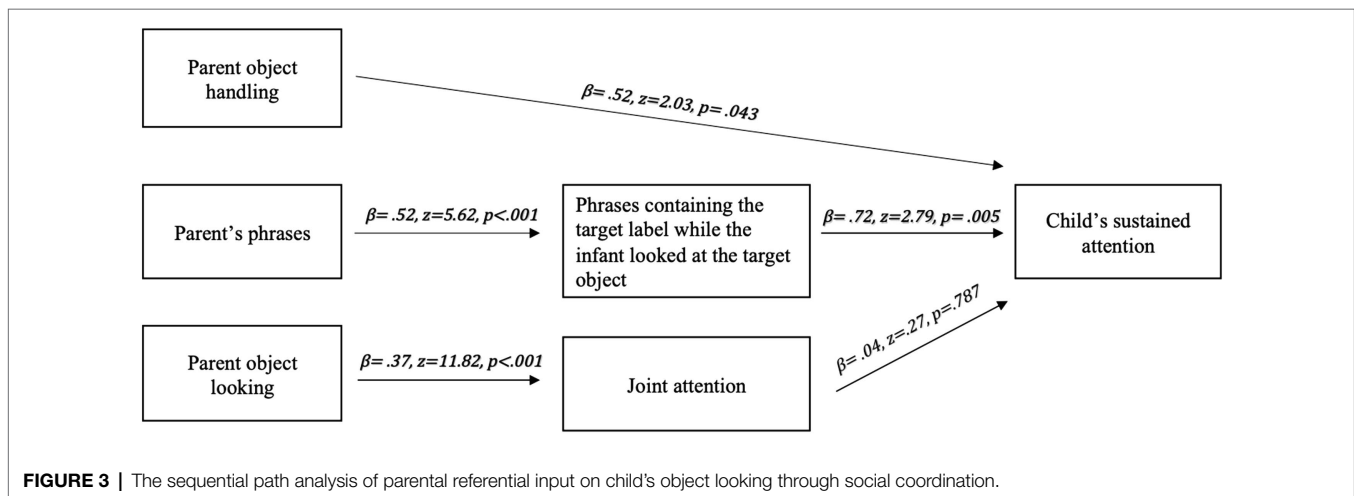 Parent object
handling
β= .52, z=2.03, p= .043
Parent's phrases
β= .52, z=5.62, p<.001
Phrases containing the
target label while the
infant looked at the target
object
β= .72, z=2.79, p= .005
Child's sustained
attention
Parent object
looking
β= .37, z=11.82, p<.001
Joint attention
β= .04, z=.27, p=.787
FIGURE 3 | The sequential path analysis of parental referential input on child's object looking through social coordination.